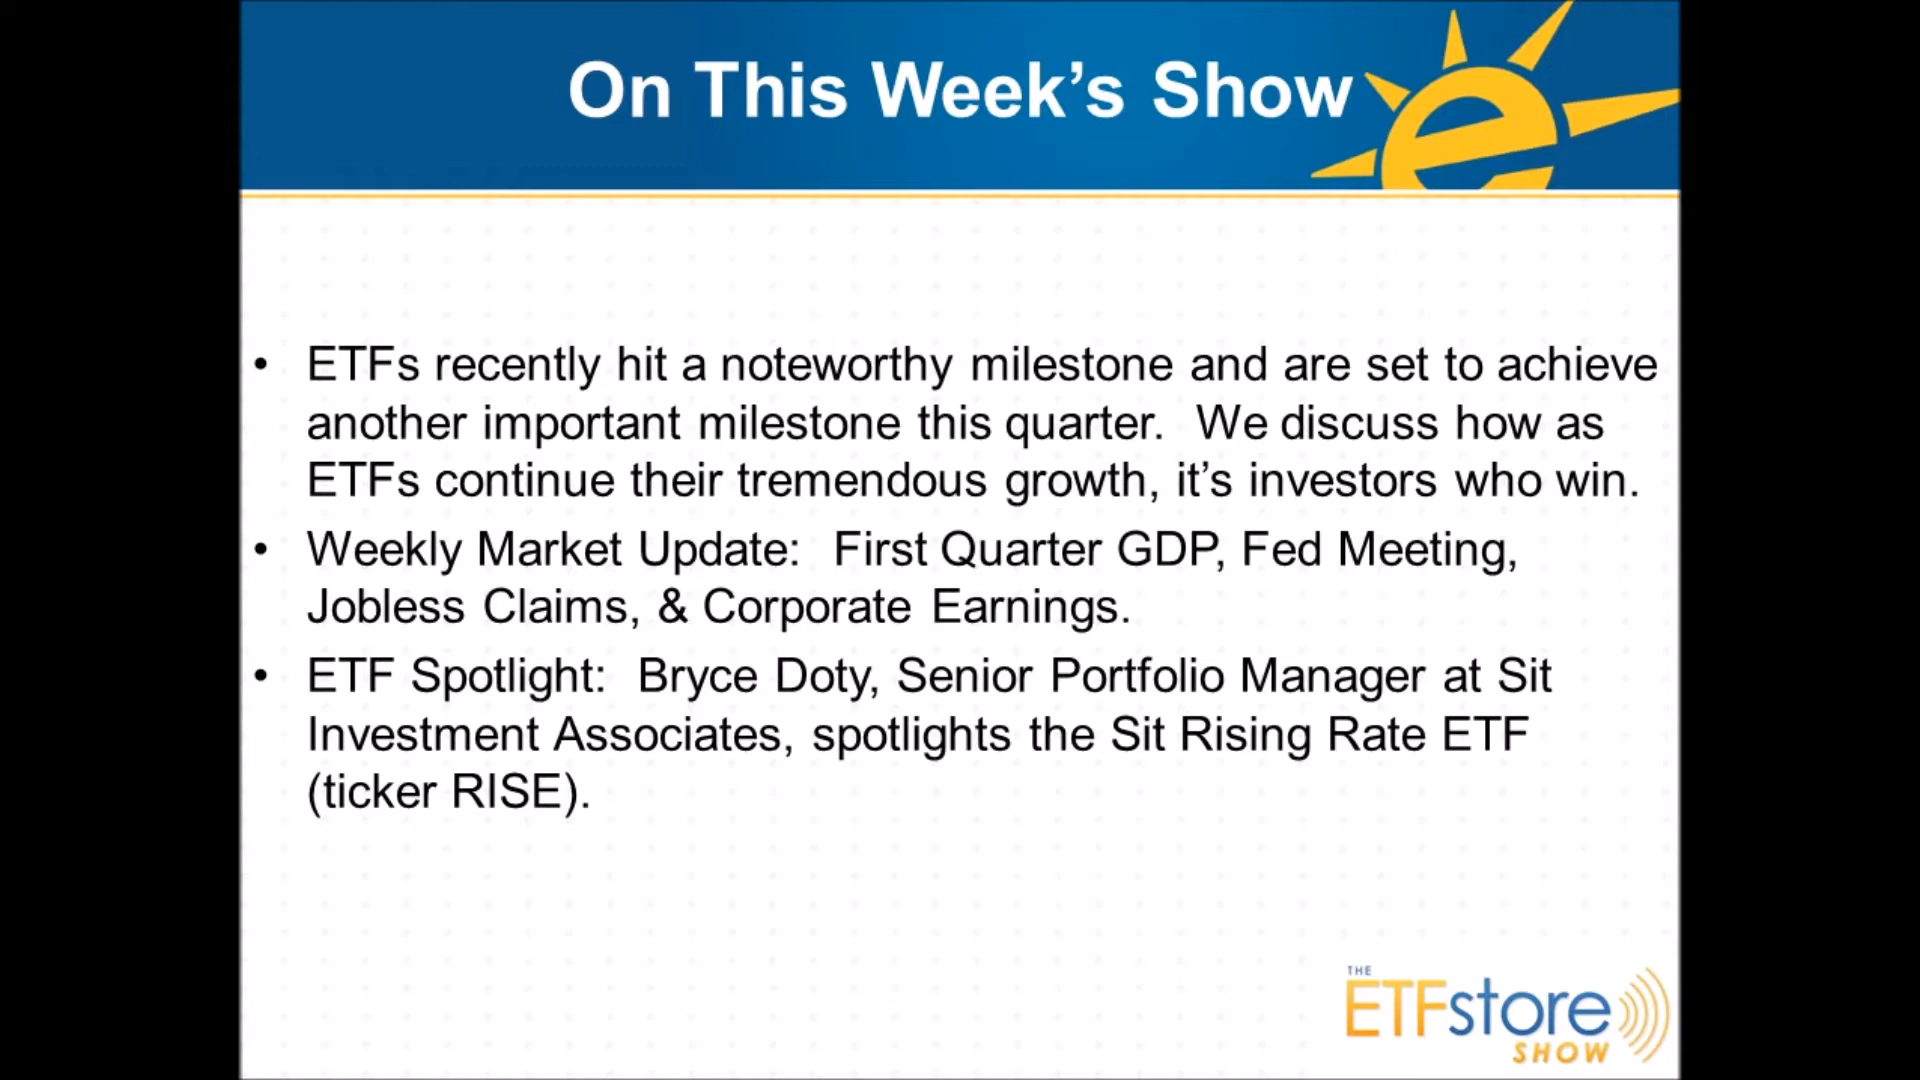 On This Week’s Show
• ETFs recently hit a noteworthy milestone and are set to achieve
another important milestone this quarter.  We discuss how as
ETFs continue their tremendous growth, it’s investors who win.
• Weekly Market Update:  First Quarter GDP, Fed Meeting,
Jobless Claims, & Corporate Earnings.
• ETF Spotlight:  Bryce Doty, Senior Portfolio Manager at Sit
Investment Associates, spotlights the Sit Rising Rate ETF
(ticker RISE).
THE
ETFstore
SHOW